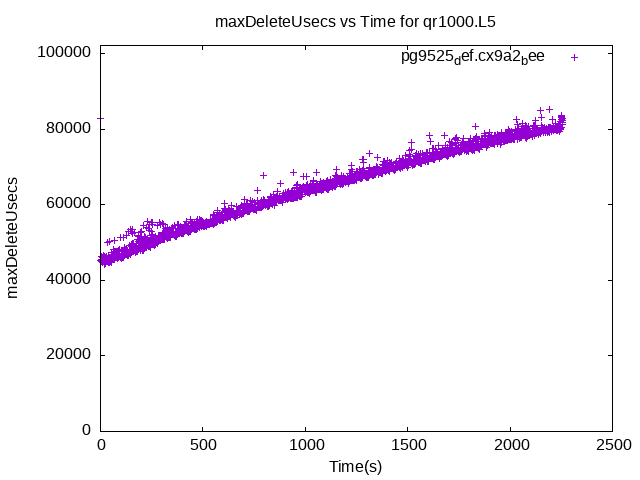 maxDeleteUsecs vs Time for qr1000.L5
pg9525def.cx9a2bee
100000
80000
60000
40000
20000
0
maxDeleteUsecs
0 500 1000 1500 2000 2500
Time(s)